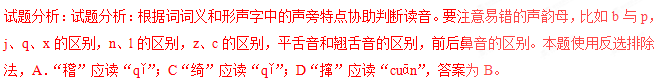 试题分析：试题分析：根据词词义和形声字中的声旁特点协助判断读音。要注意易错的声韵母，比如 b 与 p，
j、q、x 的区别，n、l 的区别，z、c 的区别，平舌音和翘舌音的区别，前后鼻音的区别。本题使用反选排除
法，A．“稽”应读“qǐ”；C“绮”应读“qǐ”；D“撺”应读“cuān”，答案为 B。